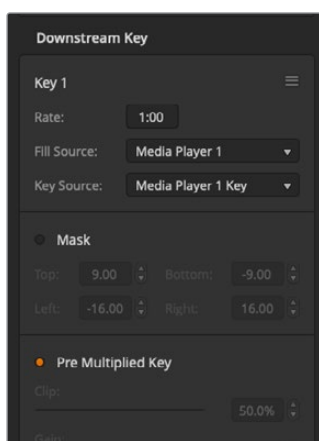 Downstream Key
Key 1
Rate: 1:00
Fill Source: Media Player 1
Key Source: Media Player 1 Key
Mask
Top: 9.00 Bottom: -9.00
Left: -16.00 Right: 16.00
Pre Multiplied Key
Clip:
50.0%
Gain: